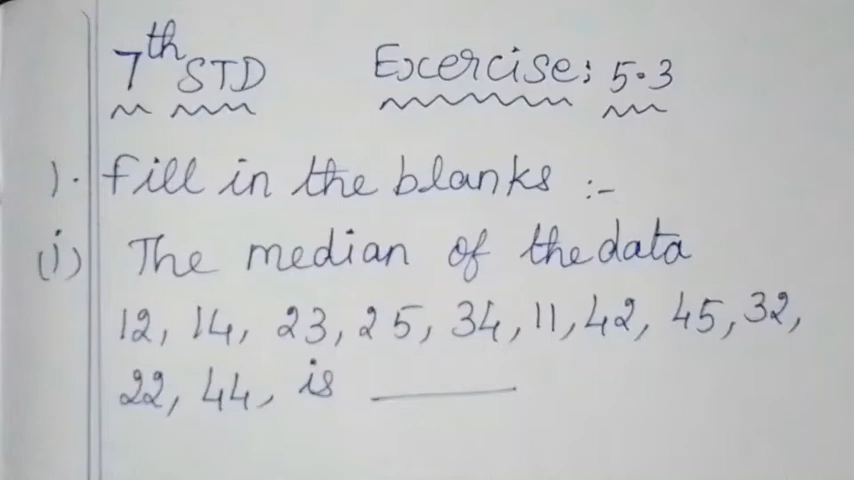 7th STD Excercise: 5.3
1. Fill in the blanks :-
(i) The median of the data
12, 14, 23, 25, 34, 11, 42, 45, 32,
22, 44, is ______